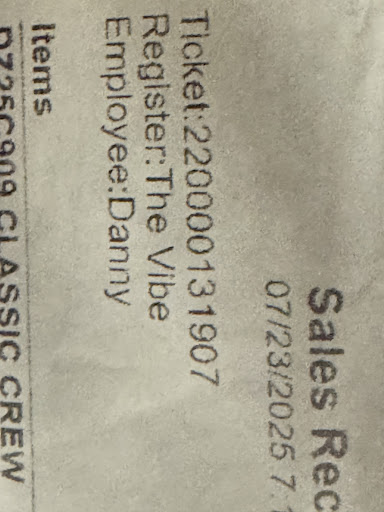 Sales Rec
07/23/2025 7:
Ticket:220000131907
Register:The Vibe
Employee:Danny
Items
CLASSIC CREW